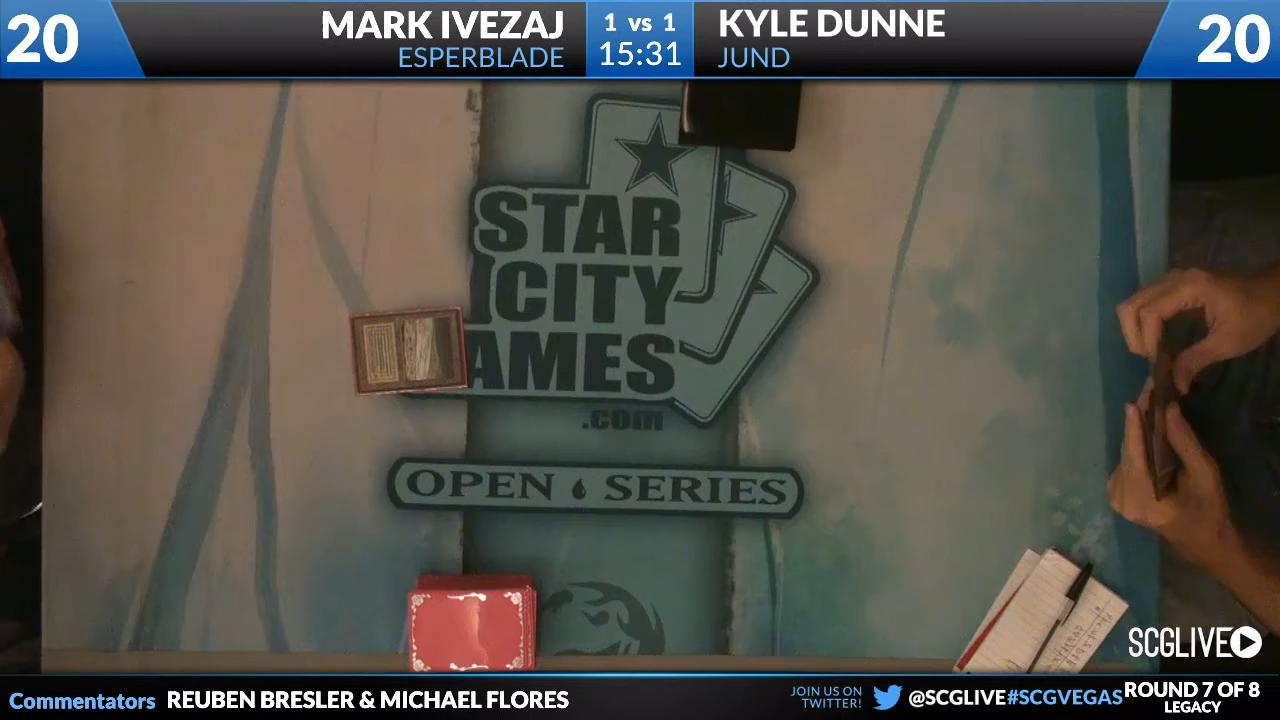 20
MARK IVEZAJ
ESPERBLADE
1 vs 1
15:31
KYLE DUNNE
JUND
20
STAR
CITY
AMES
.com
OPEN SERIES
SCGLIVE
Commentators REUBEN BRESLER & MICHAEL FLORES
JOIN US ON
TWITTER!
@SCGLIVE#SCGVEGAS
ROUND 7 OF 8
LEGACY